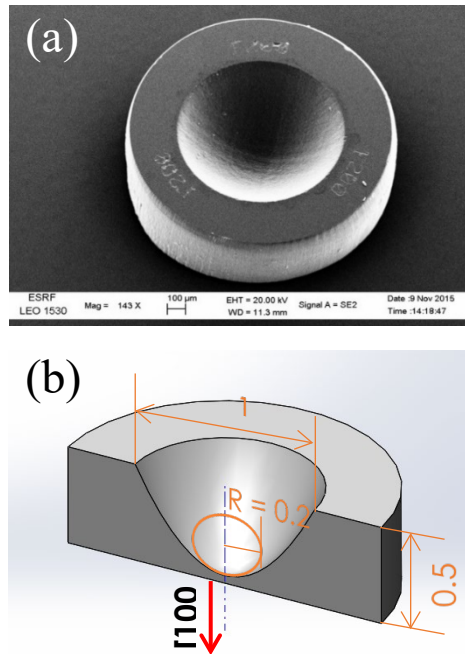 (a)
ESRF
LEO 1530
Mag = 143 X
100 µm
EHT = 20.00 kV
WD = 11.3 mm
Signal A = SE2
Date :9 Nov 2015
Time :14:18:47
(b)
1
R = 0.2
0.5
[100